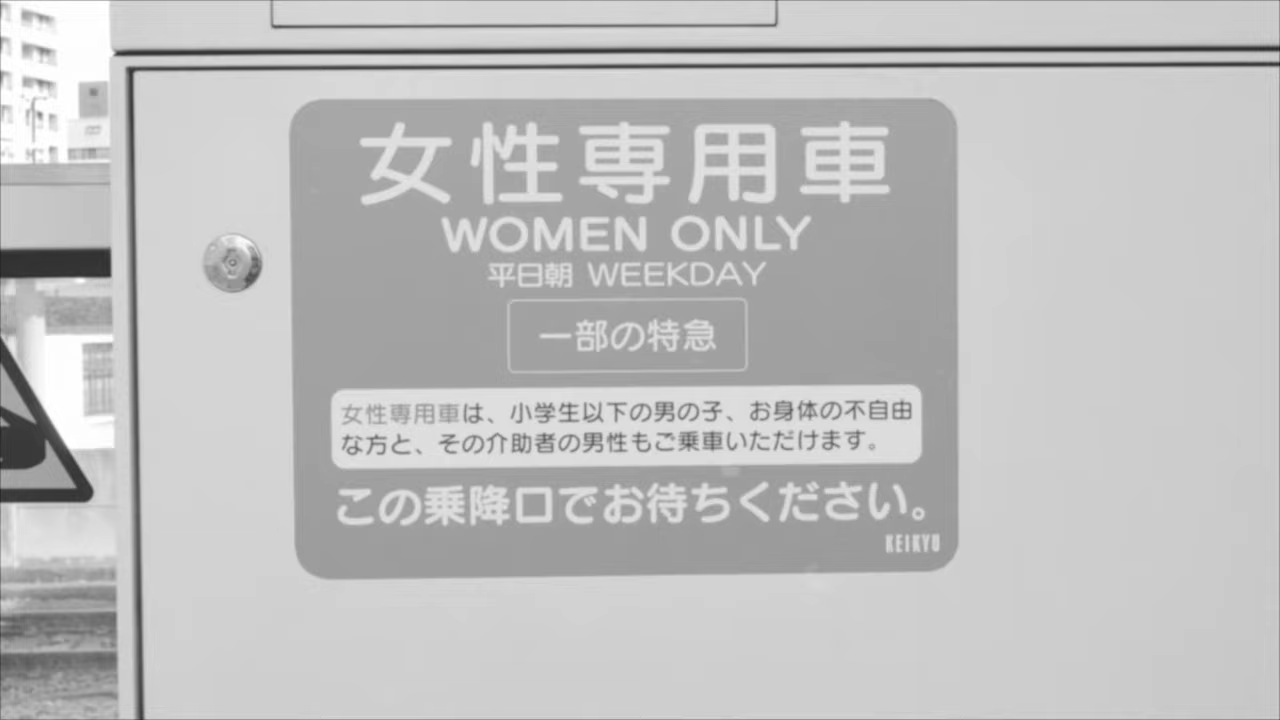 女性専用車
WOMEN ONLY
平日朝 WEEKDAY
一部の特急
女性専用車は、小学生以下の男の子、お身体の不自由
な方と、その介助者の男性もご乗車いただけます。
この乗降口でお待ちください。
KEIKYU